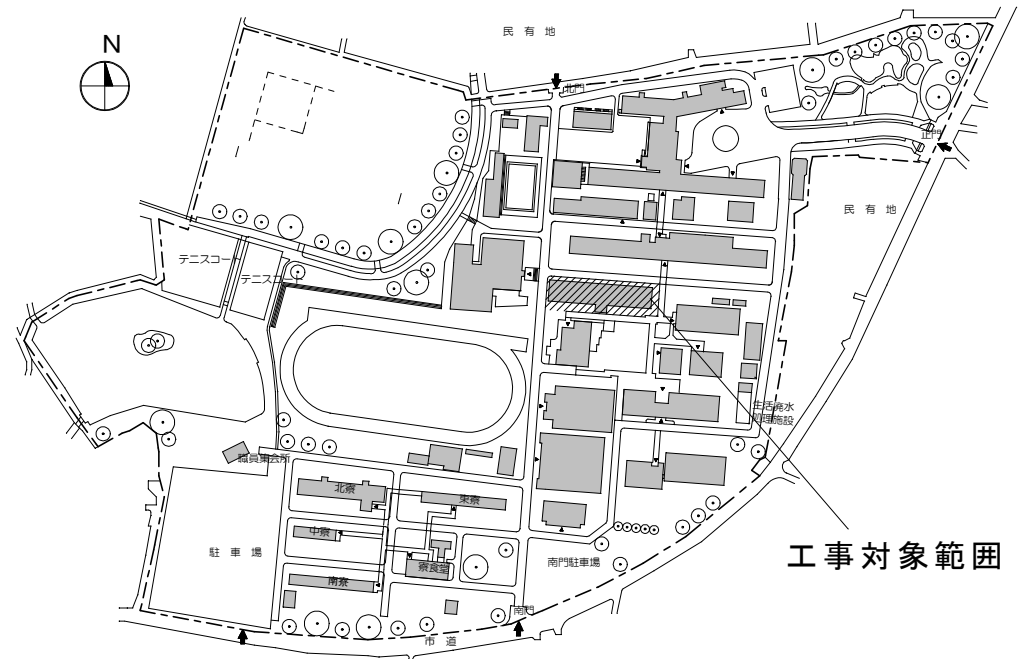 民 有 地
N
北門
正門
民 有 地
テニスコート
テニスコート
生活廃水
処理施設
職員集会所
北寮
東寮
中寮
駐 車 場
寮食堂
南門駐車場
工事対象範囲
南寮
南門
市 道